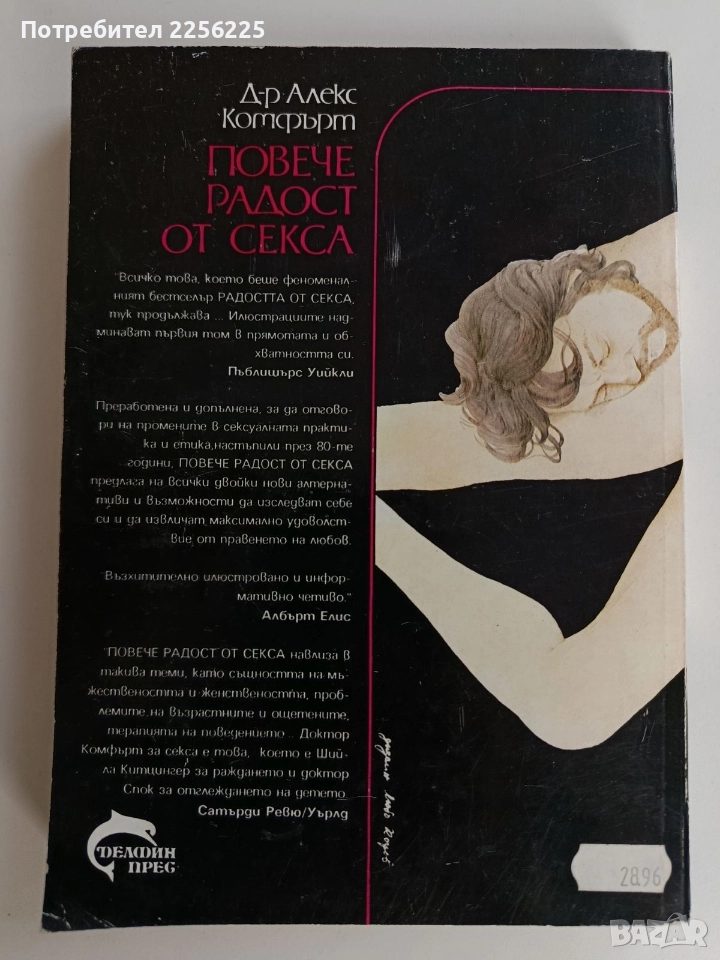 Потребител 2256225
Д-р Алекс
Комфърт
ПОВЕЧЕ
РАДОСТ
ОТ СЕКСА
"Всичко това, което беше феноменал-
ният бестселър РАДОСТТА ОТ СЕКСА,
тук продължава ... Илюстрациите над-
минават първия том в прямотата и об-
хватността си.
Пъблишърс Уийкли
Преработена и допълнена, за да отгово-
ри на промените в сексуалната практи-
ка и етика,настъпили през 80-те
години, ПОВЕЧЕ РАДОСТ ОТ СЕКСА
предлага на всички двойки нови алтерна-
тиви и възможности да изследват себе
си и да извличат максимално удоволст-
вие от правенето на любов.
Възхитително илюстровано и инфор-
мативно четиво."
Албърт Елис
"ПОВЕЧЕ РАДОСТ ОТ СЕКСА навлиза в
такива теми, като същността на мъ-
жествеността и женствеността, проб-
лемите на възрастните и ощетените,
терапията на поведението .. Доктор
Комфърт за секса е това, което е Ший-
ла Китцингер за раждането и доктор
Спок за отглеждането на детето.
Сатърди Ревю/Уърлд
ДЕЛФИН
ПРЕС
28.96
BAZAR